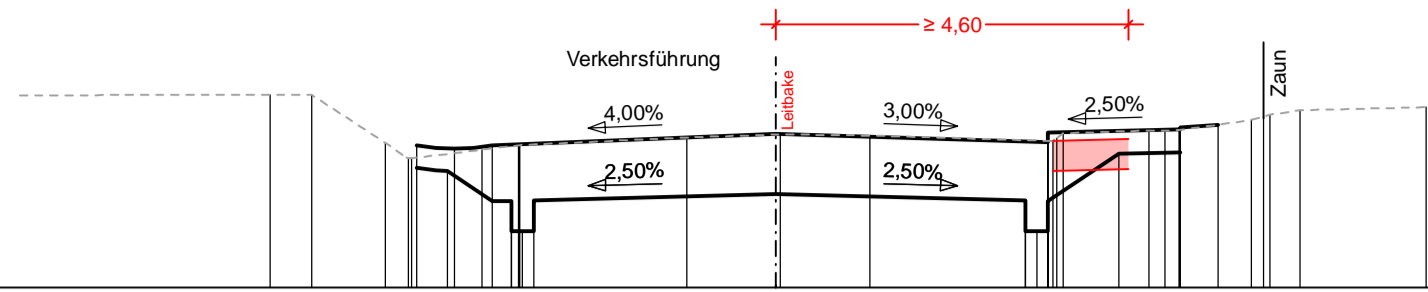 ≥ 4,60
Verkehrsführung
Leitbake
Zaun
4,00%
3,00%
2,50%
2,50%
2,50%